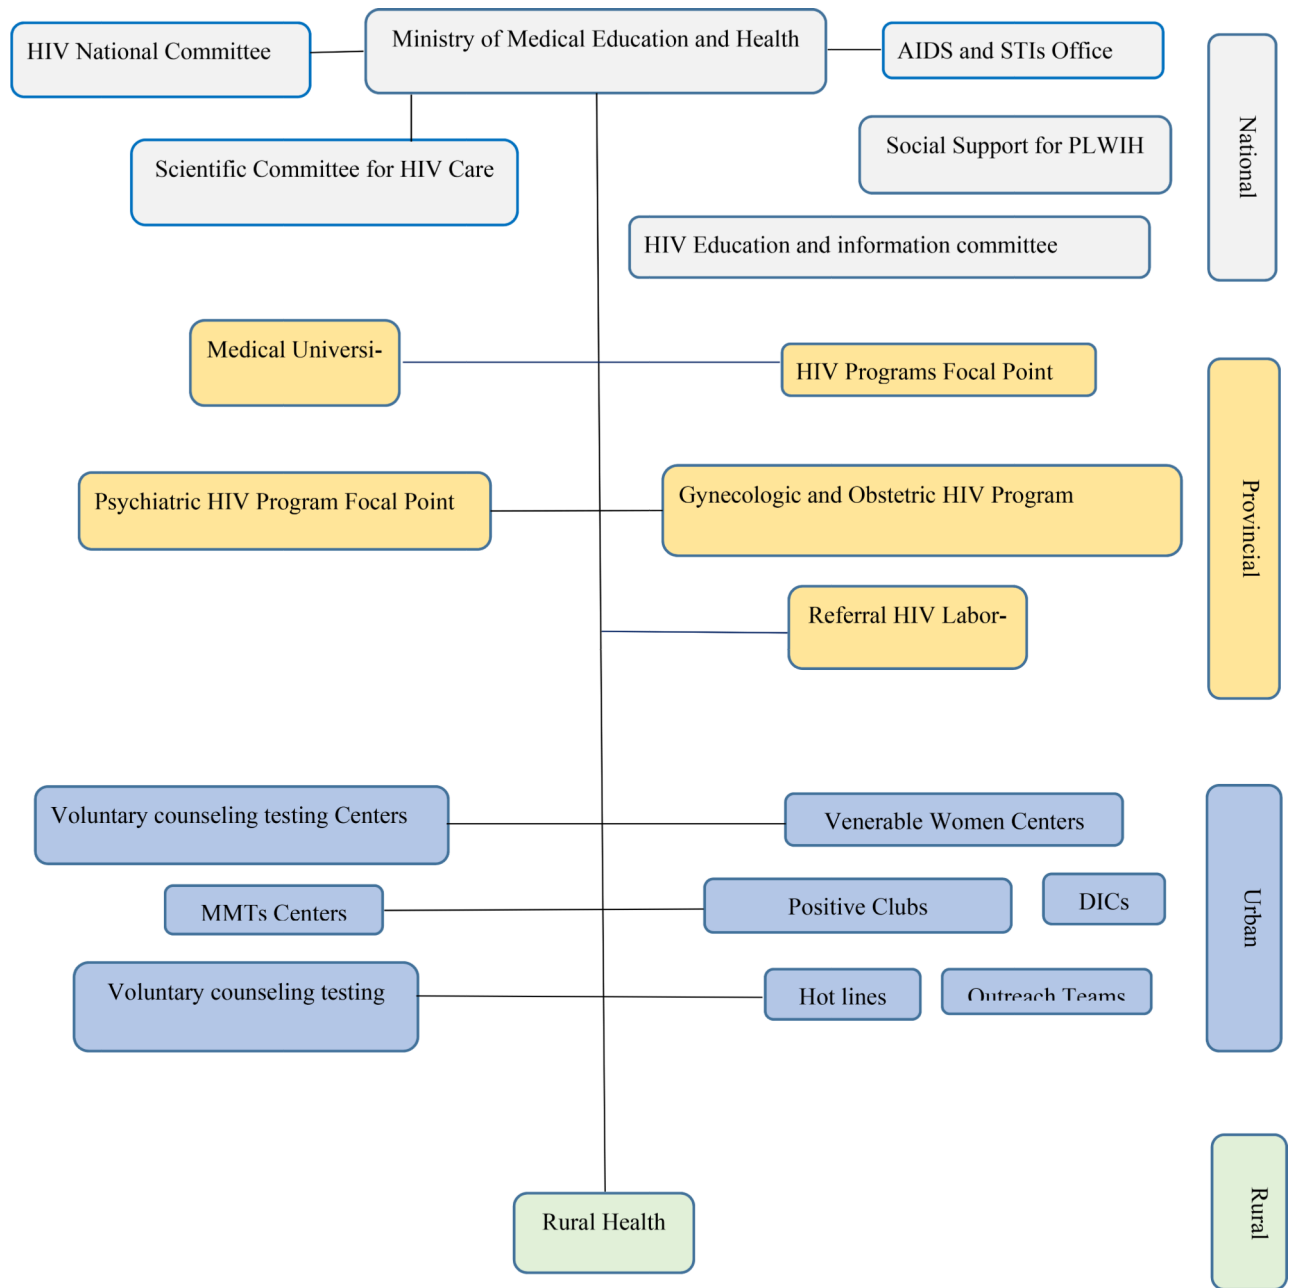 Ministry of Medical Education and Health
HIV National Committee
AIDS and STIs Office
Scientific Committee for HIV Care
Social Support for PLWIH
HIV Education and information committee
National
Medical Universi-
HIV Programs Focal Point
Psychiatric HIV Program Focal Point
Gynecologic and Obstetric HIV Program
Referral HIV Labor-
Provincial
Voluntary counseling testing Centers
Venerable Women Centers
MMTs Centers
Positive Clubs
DICs
Voluntary counseling testing
Hot lines
Outreach Teams
Urban
Rural Health
Rural